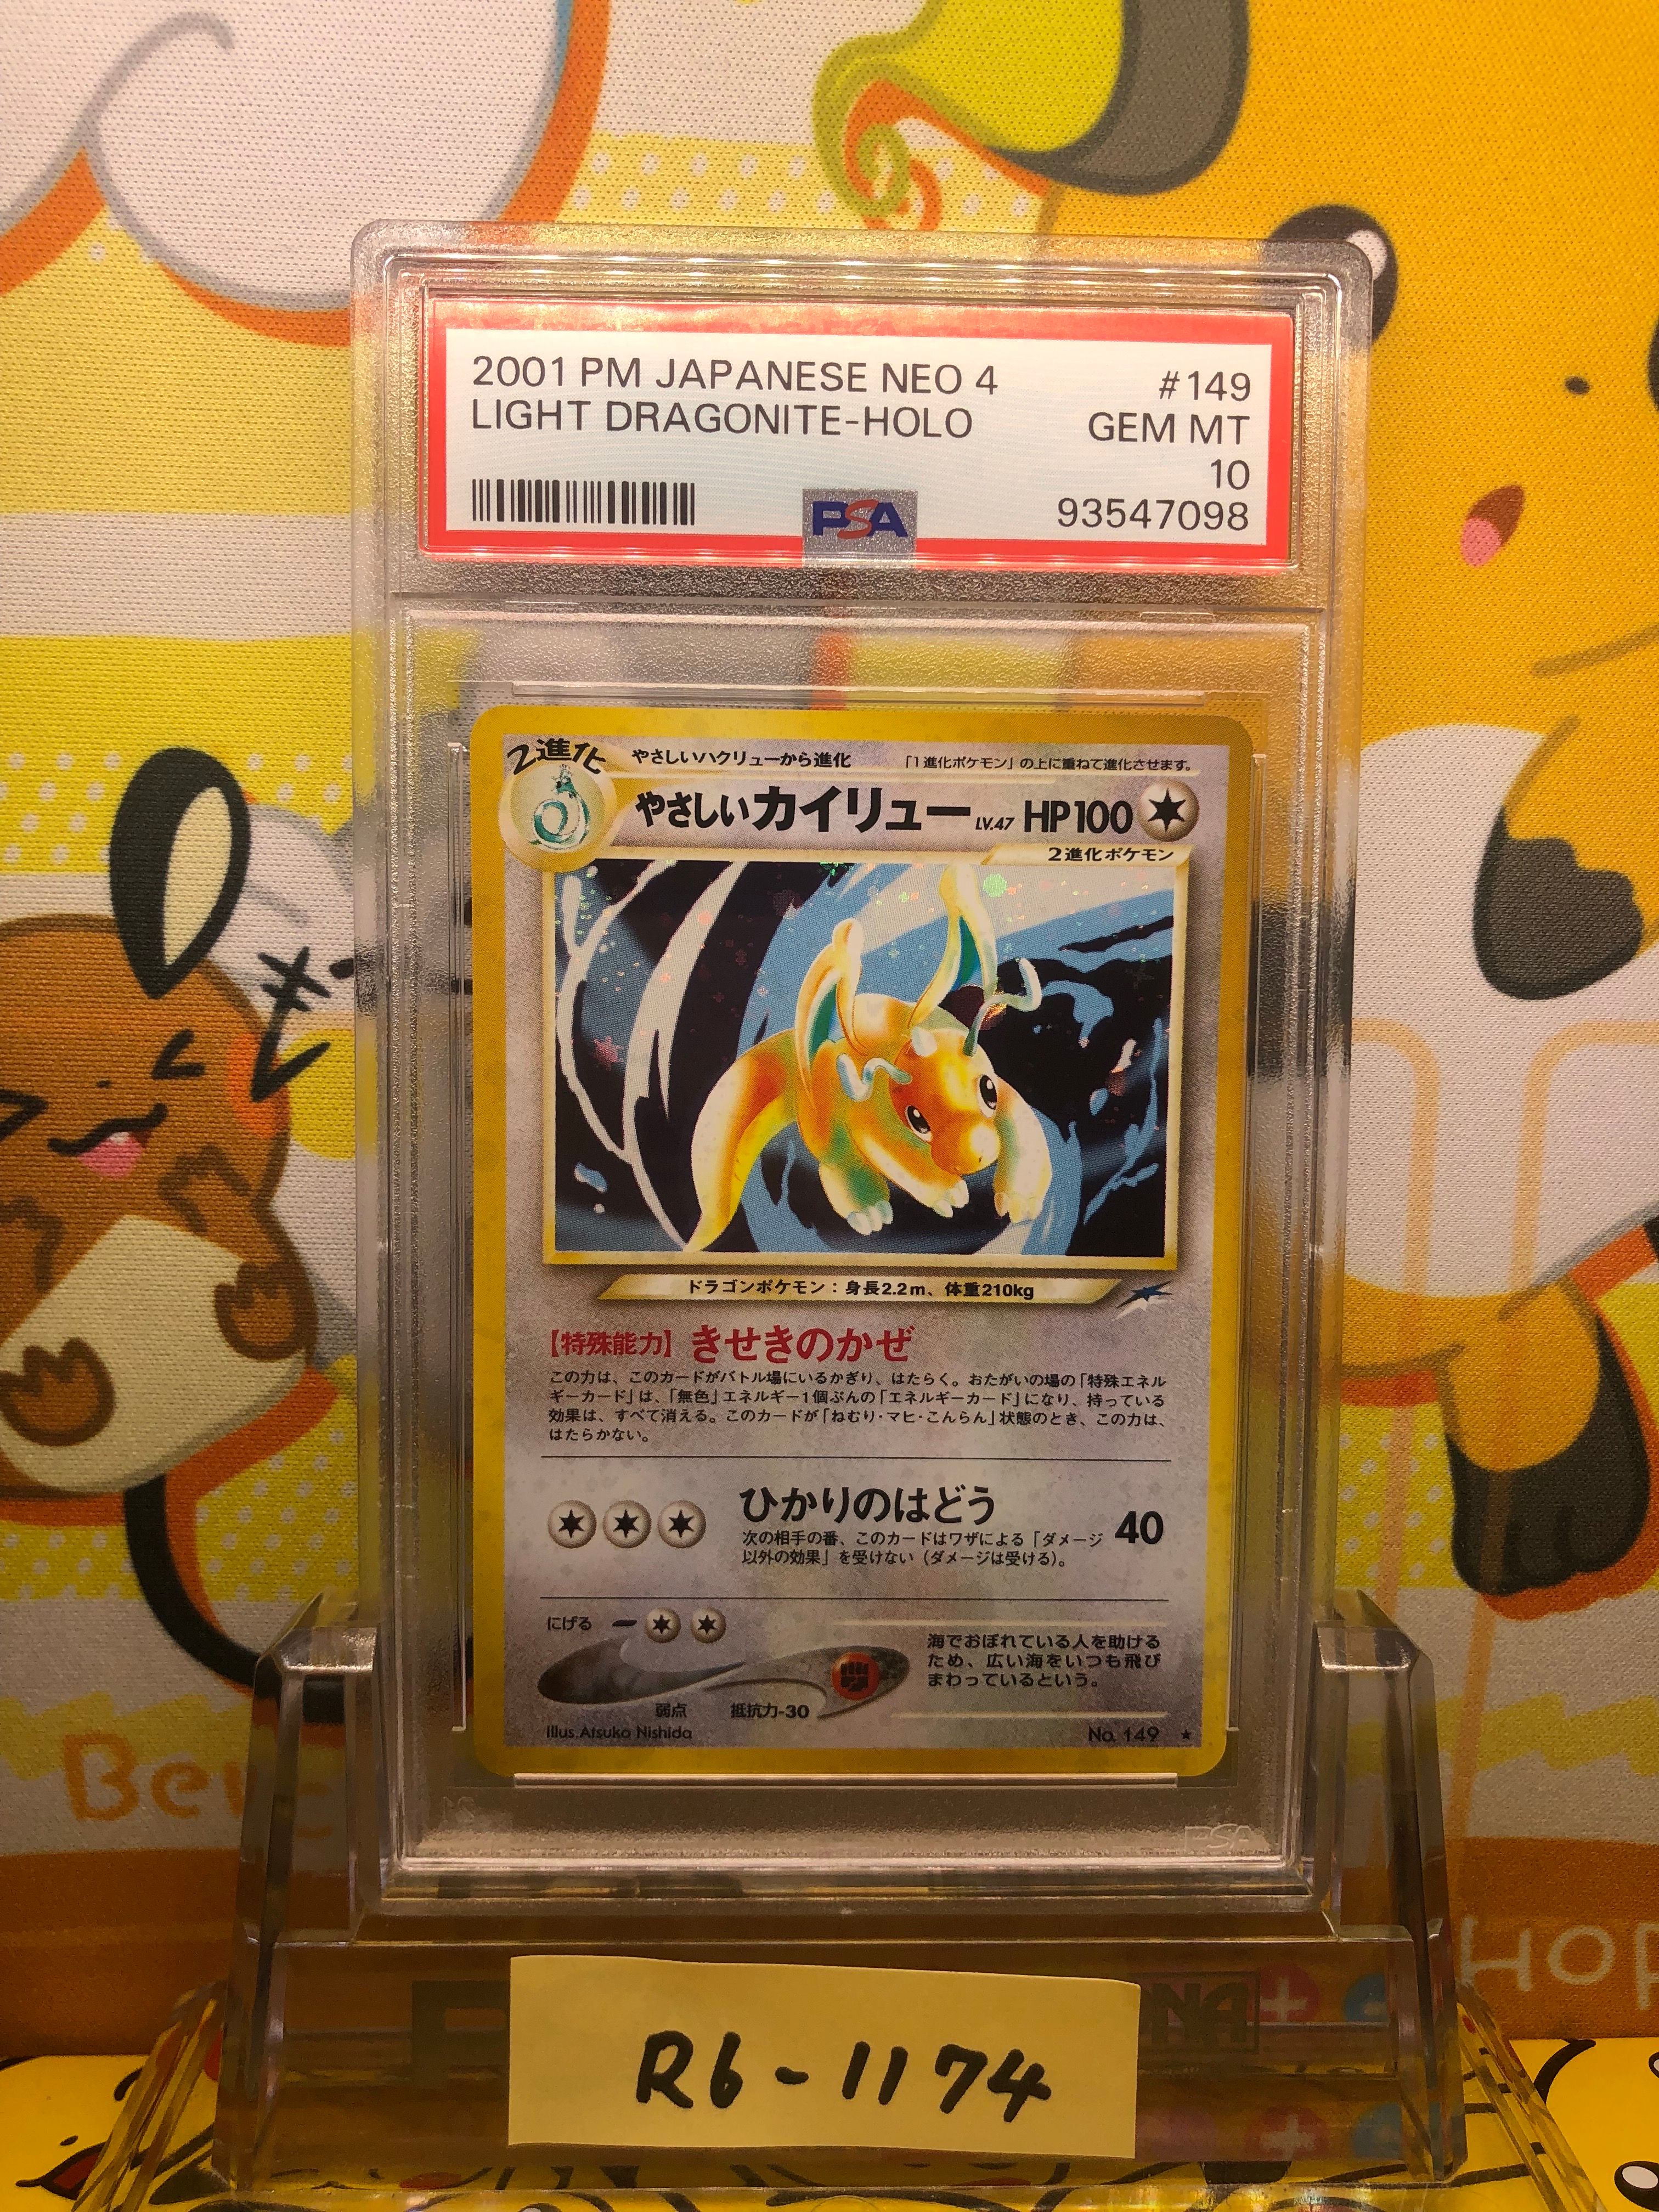 2001 PM JAPANESE NEO 4 #149
LIGHT DRAGONITE-HOLO GEM MT
10
PSA 93547098
2進化 やさしいハクリューから進化 「1進化ポケモン」の上に重ねて進化させます。
やさしいカイリュー LV.47 HP100
2進化ポケモン
ドラゴンポケモン：身長2.2m、体重210kg
【特殊能力】きせきのかぜ
この力は、このカードがバトル場にいるかぎり、はたらく。おたがいの場の「特殊エネル
ギーカード」は、「無色」エネルギー1個ぶんの「エネルギーカード」になり、持っている
効果は、すべて消える。このカードが「ねむり・マヒ・こんらん」状態のとき、この力は、
はたらかない。
ひかりのはどう 40
次の相手の番、このカードはワザによる「ダメージ
以外の効果」を受けない（ダメージは受ける）。
にげる
海でおぼれている人を助ける
ため、広い海をいつも飛び
まわっているという。
弱点 抵抗力-30
Illus.Atsuko Nishida No. 149 ★
PSA
R6-1174